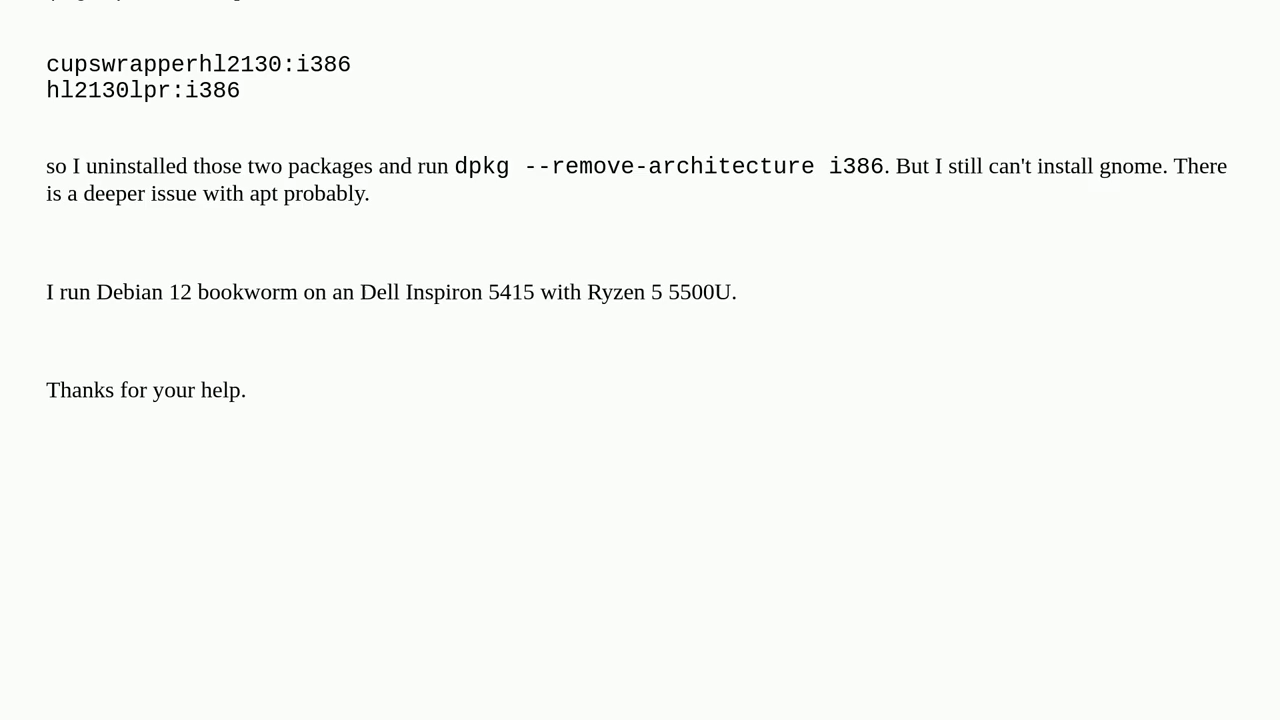 cupswrapperhl2130:i386
hl2130lpr:i386
so I uninstalled those two packages and run dpkg --remove-architecture i386. But I still can't install gnome. There
is a deeper issue with apt probably.
I run Debian 12 bookworm on an Dell Inspiron 5415 with Ryzen 5 5500U.
Thanks for your help.